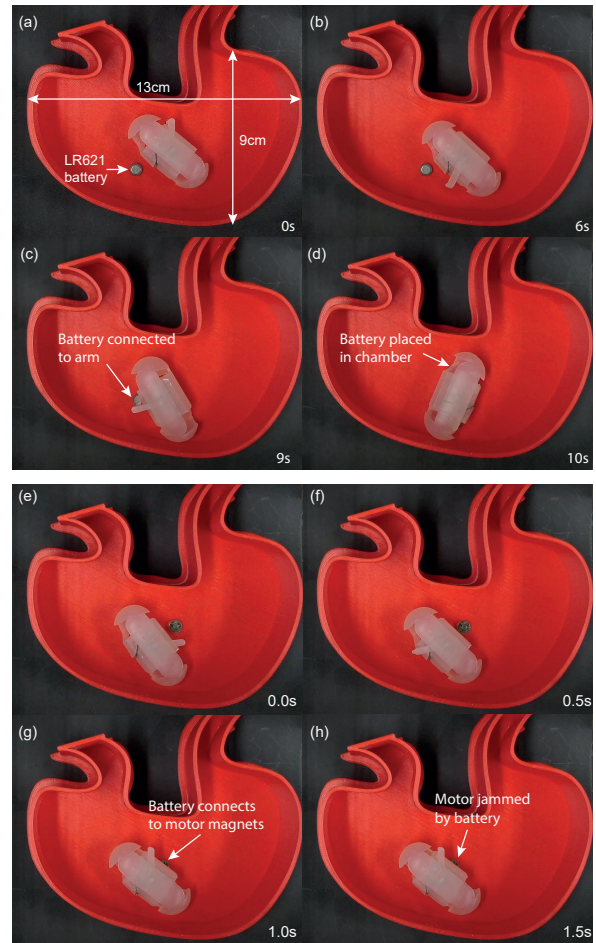 (a)
13cm
9cm
LR621
battery
0s
(b)
6s
(c)
Battery connected
to arm
9s
(d)
Battery placed
in chamber
10s
(e)
0.0s
(f)
0.5s
(g)
Battery connects
to motor magnets
1.0s
(h)
Motor jammed
by battery
1.5s